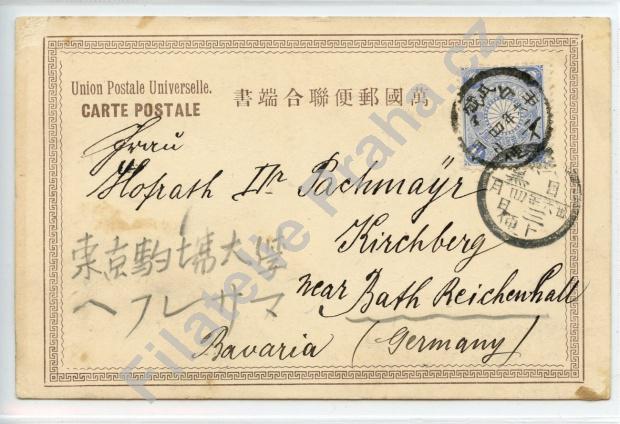 Union Postale Universelle.
CARTE POSTALE
書端合聯便郵國萬
Frau
Hofrath Dr Pachmayr
Kirchberg
near Bath Reichenhall
Bavaria (Germany)
東京駒場大學
ヘフレサマ
Filatelie Praha.cz